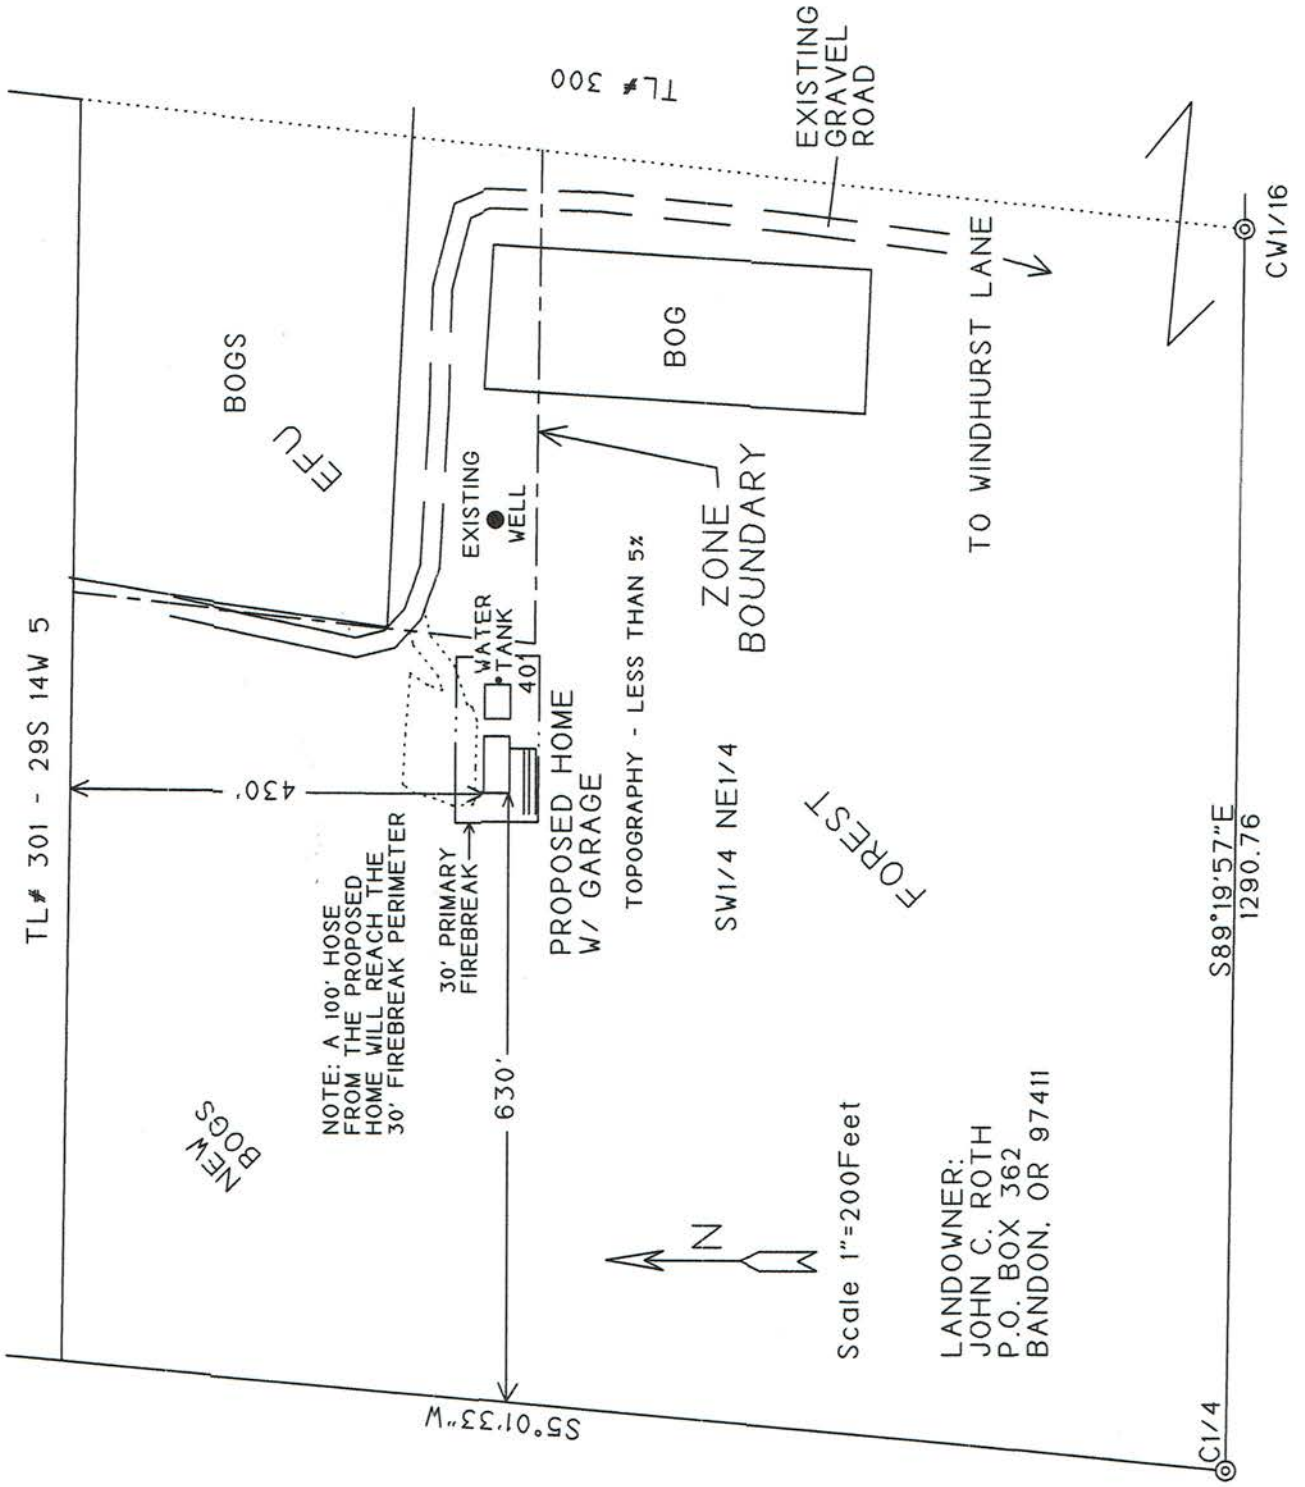 TL# 301 - 29S 14W 5
TL# 300
BOGS
EFU
NEW
BOGS
430'
NOTE: A 100' HOSE
FROM THE PROPOSED
HOME WILL REACH THE
30' FIREBREAK PERIMETER
30' PRIMARY
FIREBREAK
WATER
TANK
40'
EXISTING
WELL
BOG
EXISTING
GRAVEL
ROAD
PROPOSED HOME
W/ GARAGE
TOPOGRAPHY - LESS THAN 5%
ZONE
BOUNDARY
630'
SW1/4 NE1/4
FOREST
TO WINDHURST LANE
N
Scale 1"=200Feet
LANDOWNER:
JOHN C. ROTH
P.O. BOX 362
BANDON, OR 97411
S5°01'33"W
C1/4
S89°19'57"E
1290.76
CW1/16